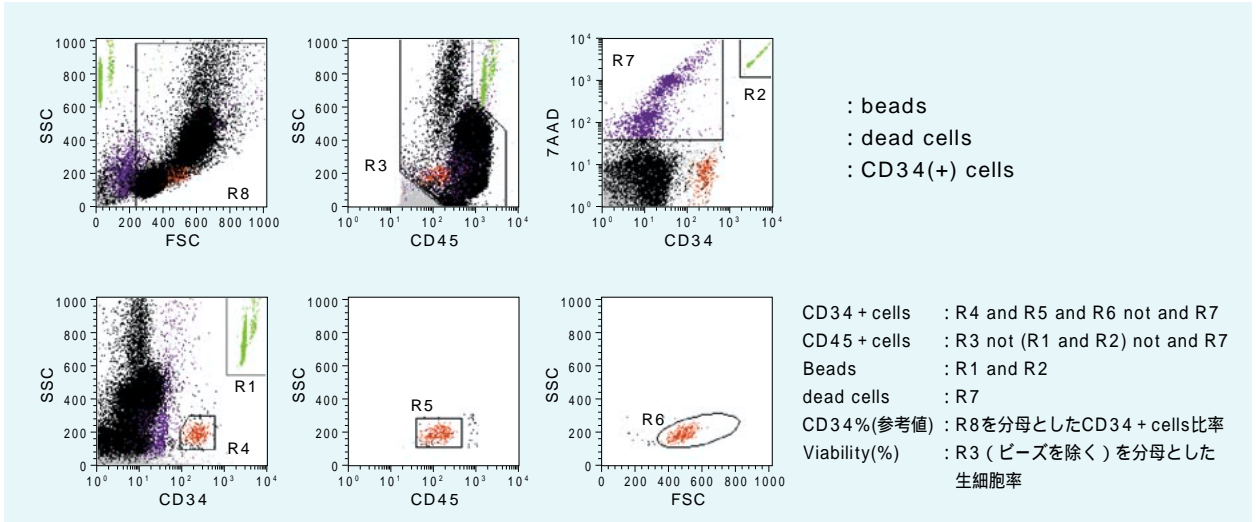 1000
800
600
400
200
0
SSC
R8
0 200 400 600 800 1000
FSC
1000
800
600
400
200
0
SSC
R3
10⁰ 10¹ 10² 10³ 10⁴
CD45
10⁴
10³
10²
10¹
10⁰
7AAD
R7
R2
10⁰ 10¹ 10² 10³ 10⁴
CD34
: beads
: dead cells
: CD34(+) cells
1000
800
600
400
200
0
SSC
R1
R4
10⁰ 10¹ 10² 10³ 10⁴
CD34
1000
800
600
400
200
0
SSC
R5
10⁰ 10¹ 10² 10³ 10⁴
CD45
1000
800
600
400
200
0
SSC
R6
0 200 400 600 800 1000
FSC
CD34+cells : R4 and R5 and R6 not and R7
CD45+cells : R3 not (R1 and R2) not and R7
Beads : R1 and R2
dead cells : R7
CD34%(参考値) : R8を分母としたCD34+cells比率
Viability(%) : R3(ビーズを除く)を分母とした
生細胞率